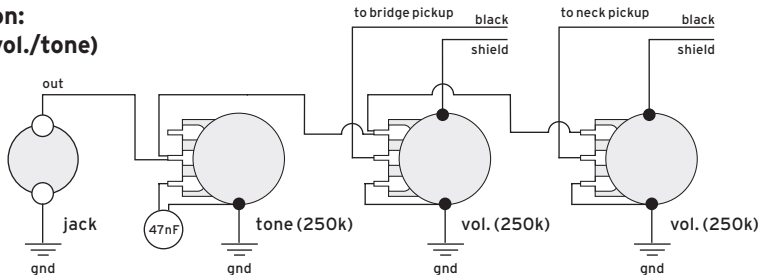 on:
vol./tone)
to bridge pickup
black
shield
to neck pickup
black
shield
out
jack
47nF
tone (250k)
vol. (250k)
vol. (250k)
gnd
gnd
gnd
gnd